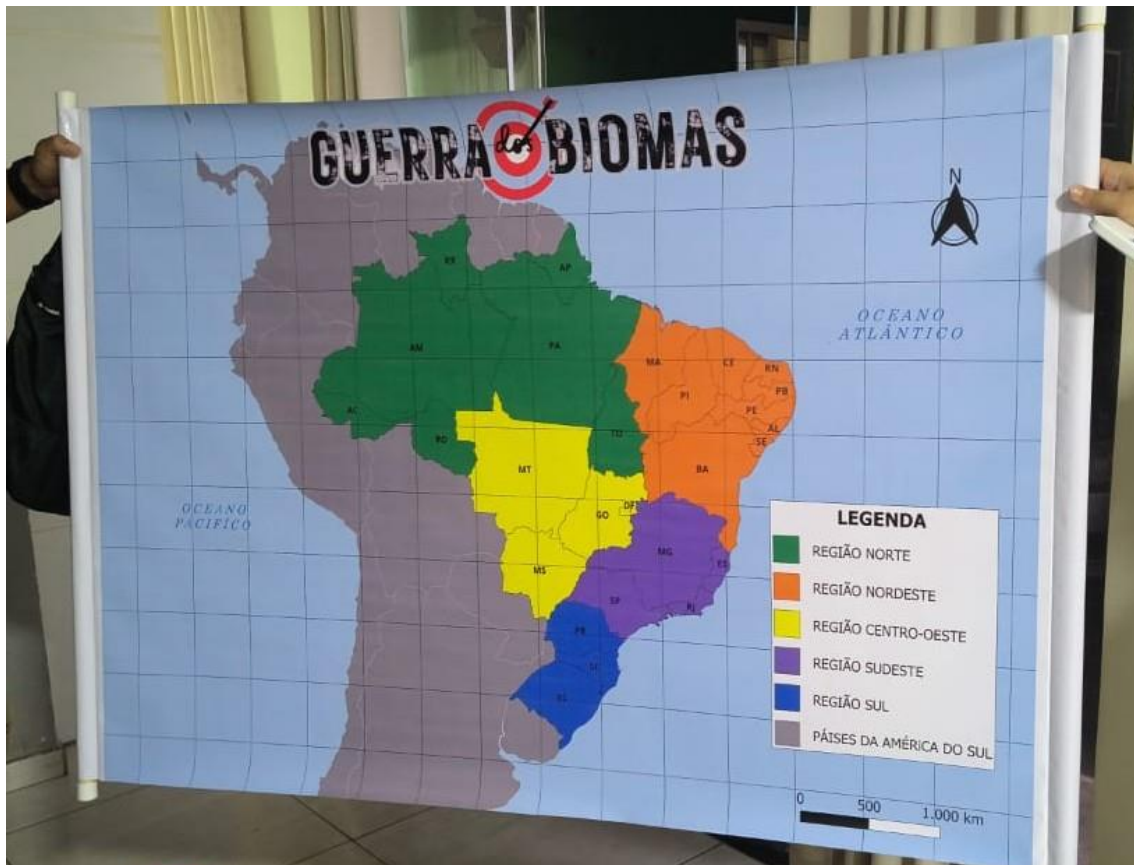 GUERRA dos BIOMAS
N
RR
AP
OCEANO
ATLÂNTICO
AM
PA
MA
CE
RN
PI
PB
PE
AL
AC
TO
SE
RO
MT
BA
OCEANO
PACIFÍCO
GO
DF
MG
ES
MS
SP
RJ
PR
SC
RS
LEGENDA
REGIÃO NORTE
REGIÃO NORDESTE
REGIÃO CENTRO-OESTE
REGIÃO SUDESTE
REGIÃO SUL
PÁISES DA AMÉRICA DO SUL
0 500 1.000 km